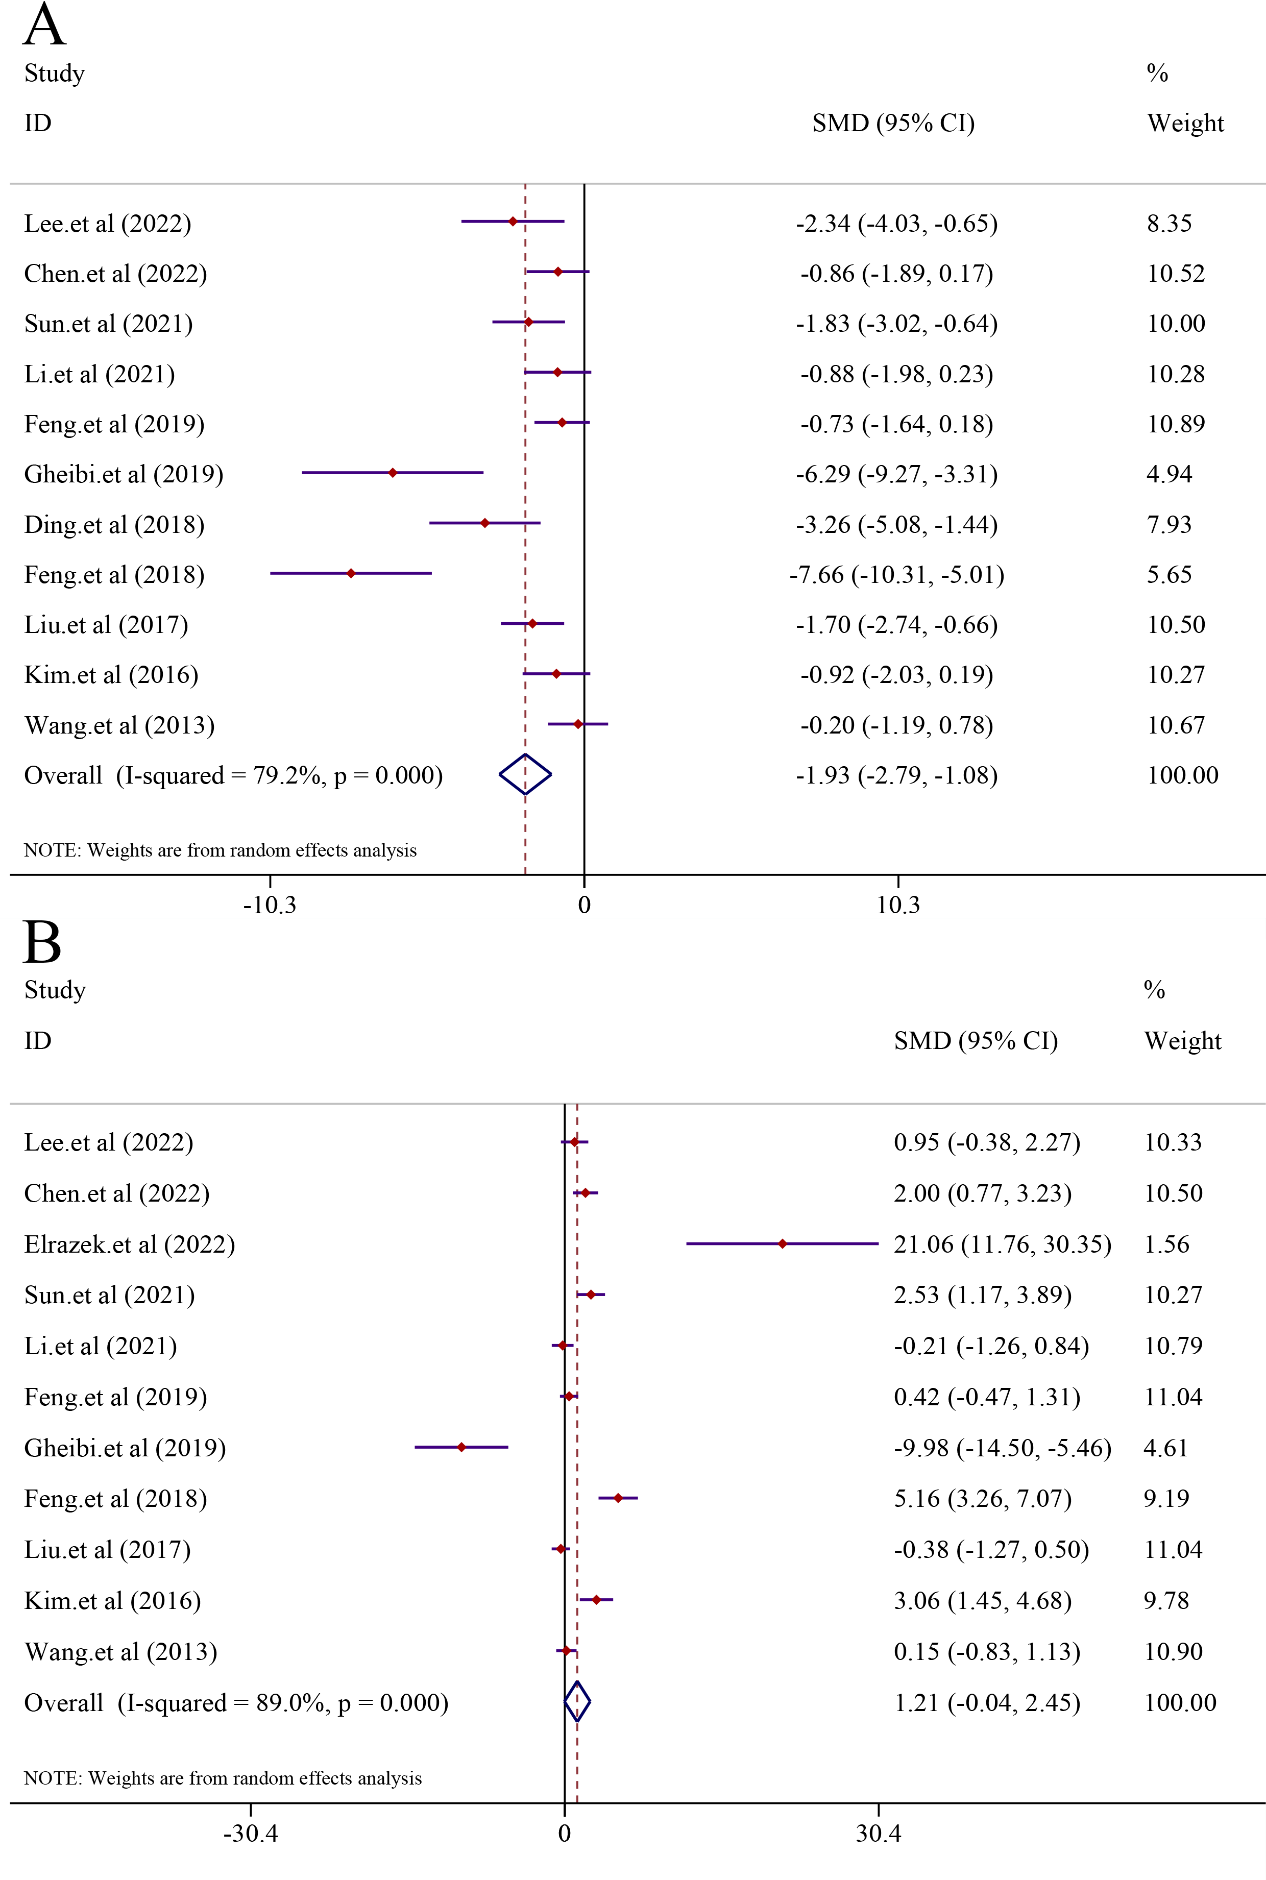 A
Study %
ID SMD (95% CI) Weight
Lee.et al (2022) -2.34 (-4.03, -0.65) 8.35
Chen.et al (2022) -0.86 (-1.89, 0.17) 10.52
Sun.et al (2021) -1.83 (-3.02, -0.64) 10.00
Li.et al (2021) -0.88 (-1.98, 0.23) 10.28
Feng.et al (2019) -0.73 (-1.64, 0.18) 10.89
Gheibi.et al (2019) -6.29 (-9.27, -3.31) 4.94
Ding.et al (2018) -3.26 (-5.08, -1.44) 7.93
Feng.et al (2018) -7.66 (-10.31, -5.01) 5.65
Liu.et al (2017) -1.70 (-2.74, -0.66) 10.50
Kim.et al (2016) -0.92 (-2.03, 0.19) 10.27
Wang.et al (2013) -0.20 (-1.19, 0.78) 10.67
Overall (I-squared = 79.2%, p = 0.000) -1.93 (-2.79, -1.08) 100.00
NOTE: Weights are from random effects analysis
-10.3 0 10.3
B
Study %
ID SMD (95% CI) Weight
Lee.et al (2022) 0.95 (-0.38, 2.27) 10.33
Chen.et al (2022) 2.00 (0.77, 3.23) 10.50
Elrazek.et al (2022) 21.06 (11.76, 30.35) 1.56
Sun.et al (2021) 2.53 (1.17, 3.89) 10.27
Li.et al (2021) -0.21 (-1.26, 0.84) 10.79
Feng.et al (2019) 0.42 (-0.47, 1.31) 11.04
Gheibi.et al (2019) -9.98 (-14.50, -5.46) 4.61
Feng.et al (2018) 5.16 (3.26, 7.07) 9.19
Liu.et al (2017) -0.38 (-1.27, 0.50) 11.04
Kim.et al (2016) 3.06 (1.45, 4.68) 9.78
Wang.et al (2013) 0.15 (-0.83, 1.13) 10.90
Overall (I-squared = 89.0%, p = 0.000) 1.21 (-0.04, 2.45) 100.00
NOTE: Weights are from random effects analysis
-30.4 0 30.4